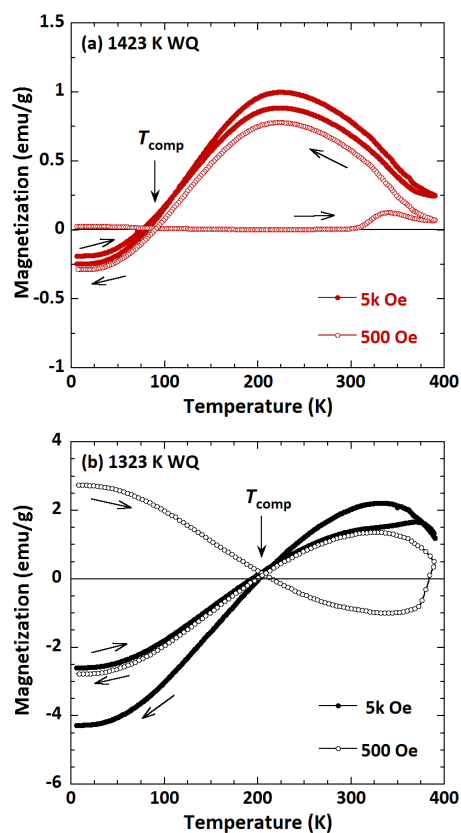 (a) 1423 K WQ
1.5
1
0.5
0
-0.5
-1
Magnetization (emu/g)
Tcomp
5k Oe
500 Oe
0 100 200 300 400
Temperature (K)
(b) 1323 K WQ
4
2
0
-2
-4
-6
Magnetization (emu/g)
Tcomp
5k Oe
500 Oe
0 100 200 300 400
Temperature (K)